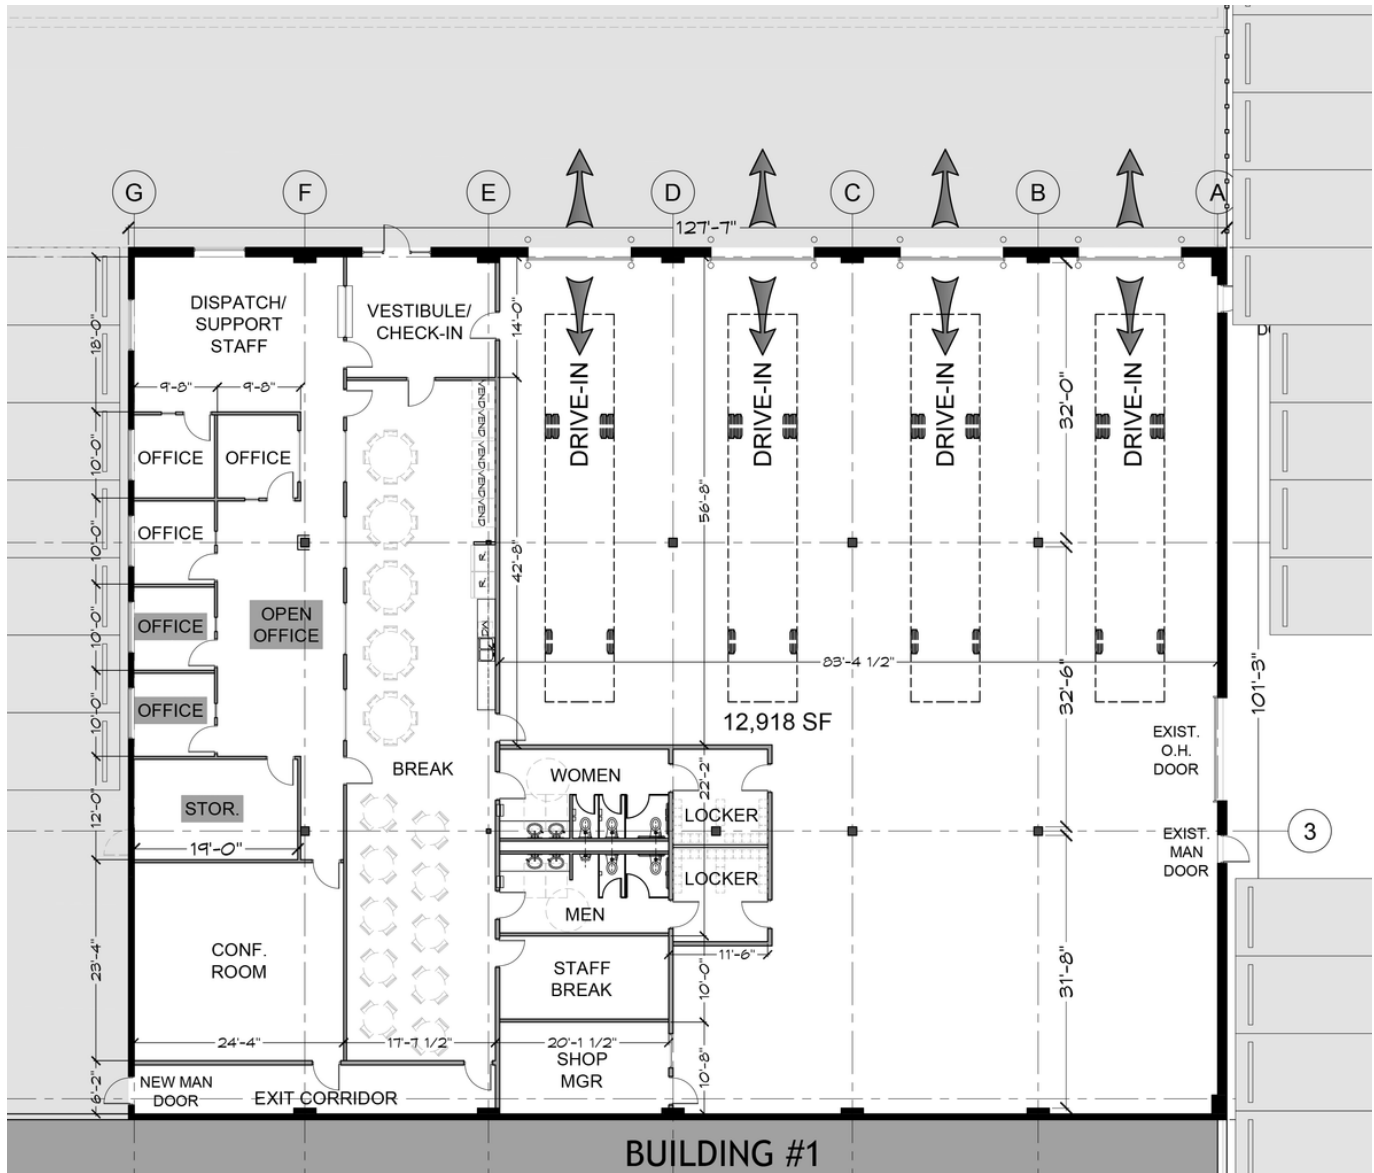 G
F
E
D
C
B
A
127'-7"
DISPATCH/
SUPPORT
STAFF
VESTIBULE/
CHECK-IN
14'-0"
18'-0"
9'-8"
9'-8"
DRIVE-IN
DRIVE-IN
DRIVE-IN
DRIVE-IN
32'-0"
VEND
VEND
VEND
VEND
VEND
OFFICE
OFFICE
10'-0"
56'-8"
OFFICE
10'-0"
42'-8"
R
R
OPEN
OFFICE
OFFICE
10'-0"
83'-4 1/2"
32'-6"
101'-3"
OFFICE
10'-0"
12,918 SF
EXIST.
O.H.
DOOR
BREAK
WOMEN
22'-2"
STOR.
12'-0"
LOCKER
3
19'-0"
EXIST.
MAN
DOOR
LOCKER
MEN
CONF.
ROOM
23'-4"
11'-6"
STAFF
BREAK
10'-0"
31'-8"
24'-4"
17'-7 1/2"
20'-1 1/2"
SHOP
MGR
10'-8"
6'-2"
NEW MAN
DOOR
EXIT CORRIDOR
BUILDING #1